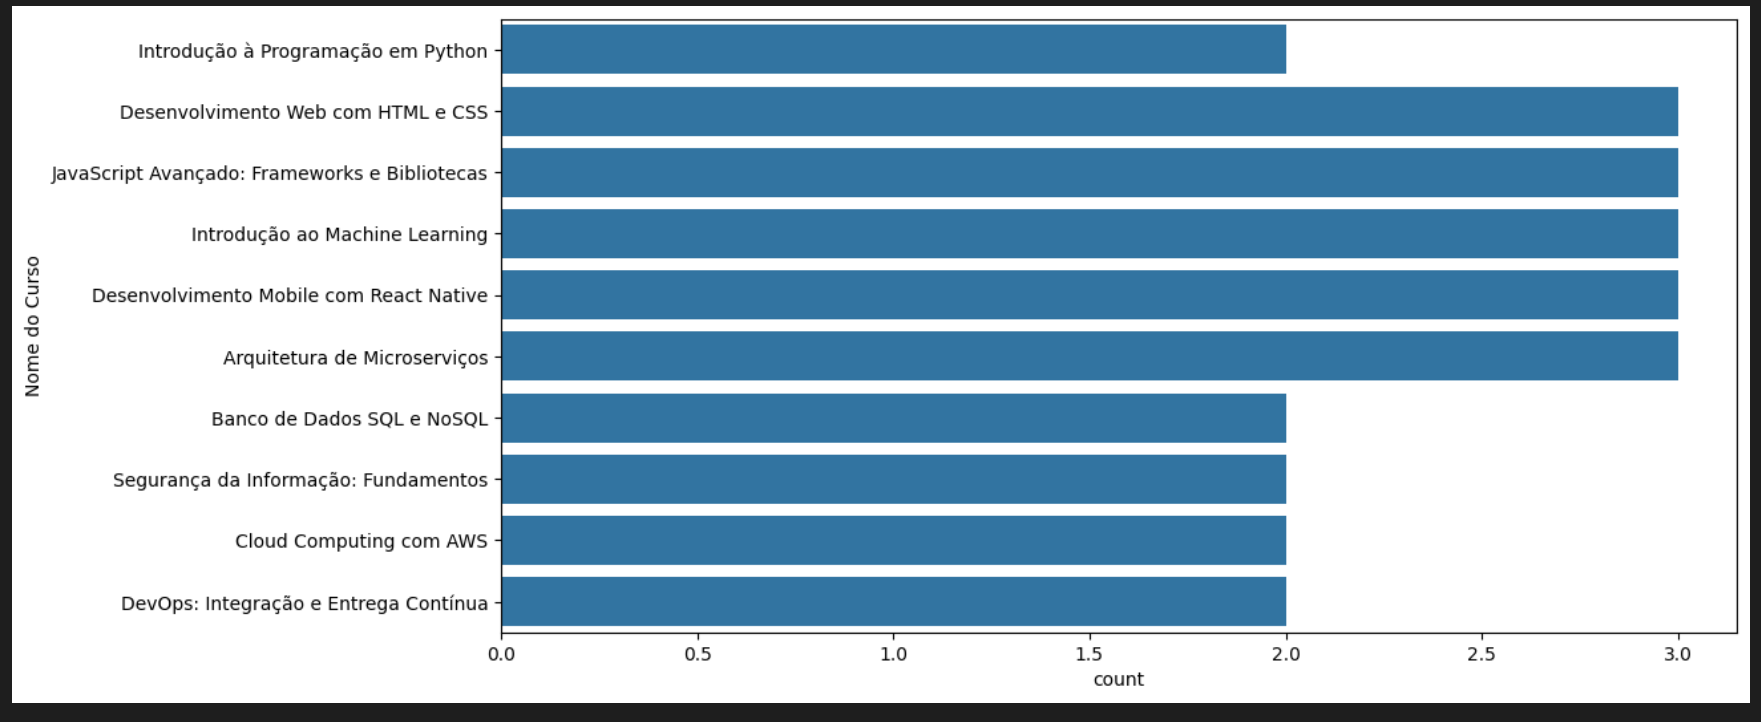 Introdução à Programação em Python
Desenvolvimento Web com HTML e CSS
JavaScript Avançado: Frameworks e Bibliotecas
Introdução ao Machine Learning
Desenvolvimento Mobile com React Native
Arquitetura de Microserviços
Banco de Dados SQL e NoSQL
Segurança da Informação: Fundamentos
Cloud Computing com AWS
DevOps: Integração e Entrega Contínua
Nome do Curso
0.0 0.5 1.0 1.5 2.0 2.5 3.0
count